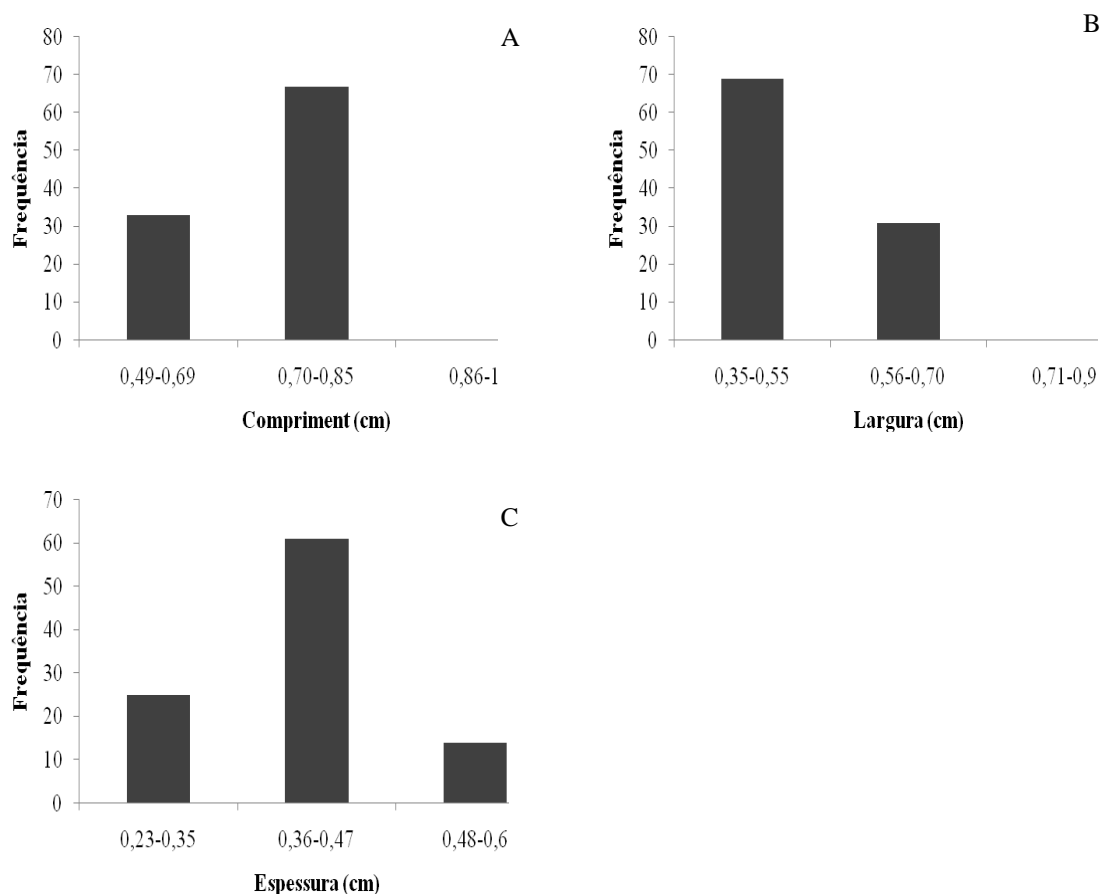 A
Frequência
80
70
60
50
40
30
20
10
0
0,49-0,69 0,70-0,85 0,86-1
Compriment (cm)
B
Frequência
80
70
60
50
40
30
20
10
0
0,35-0,55 0,56-0,70 0,71-0,9
Largura (cm)
C
Frequência
70
60
50
40
30
20
10
0
0,23-0,35 0,36-0,47 0,48-0,6
Espessura (cm)